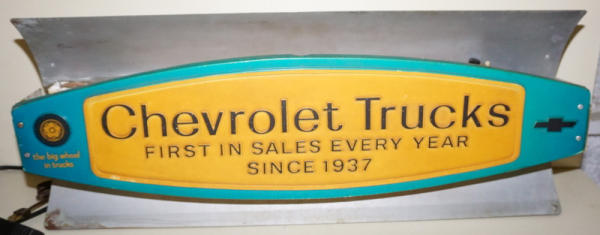 Chevrolet Trucks
FIRST IN SALES EVERY YEAR
SINCE 1937
the big wheel
in trucks